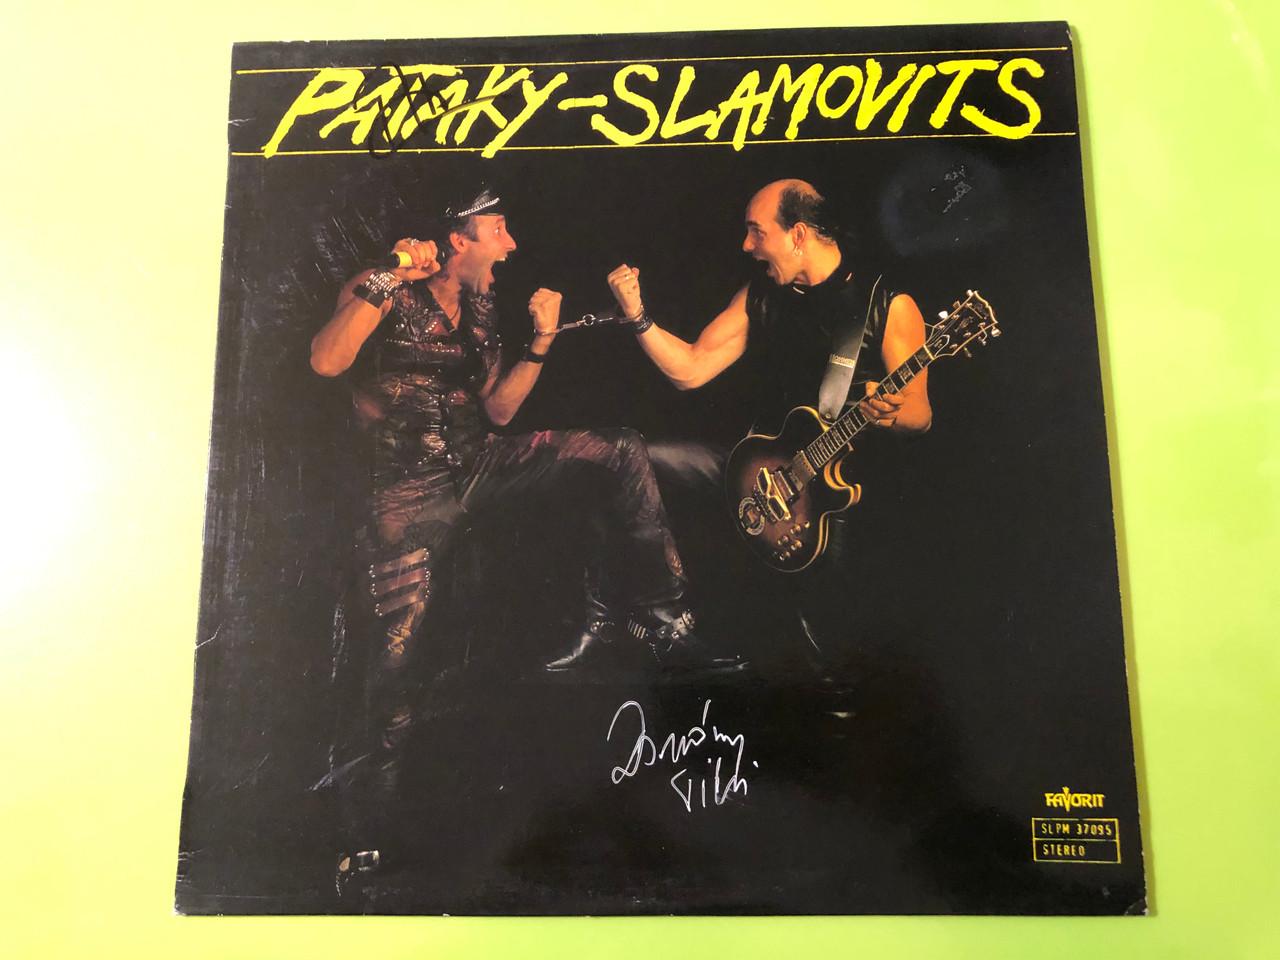 PATAKY-SLAMOVITS
FAVORIT
SLPM 37095
STEREO